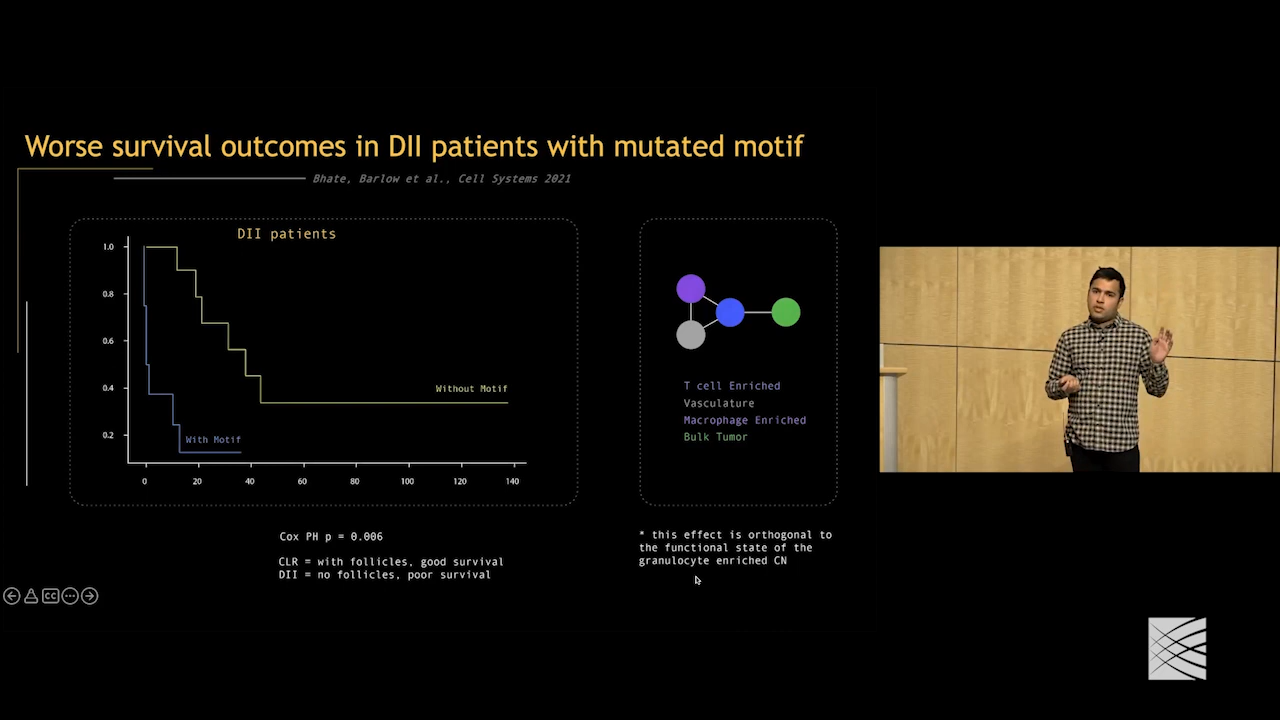 Worse survival outcomes in DII patients with mutated motif
Bhate, Barlow et al., Cell Systems 2021
DII patients
1.0
0.8
0.6
0.4
0.2
Without Motif
With Motif
0 20 40 60 80 100 120 140
T cell Enriched
Vasculature
Macrophage Enriched
Bulk Tumor
Cox PH p = 0.006
CLR = with follicles, good survival
DII = no follicles, poor survival
* this effect is orthogonal to
the functional state of the
granulocyte enriched CN
CC